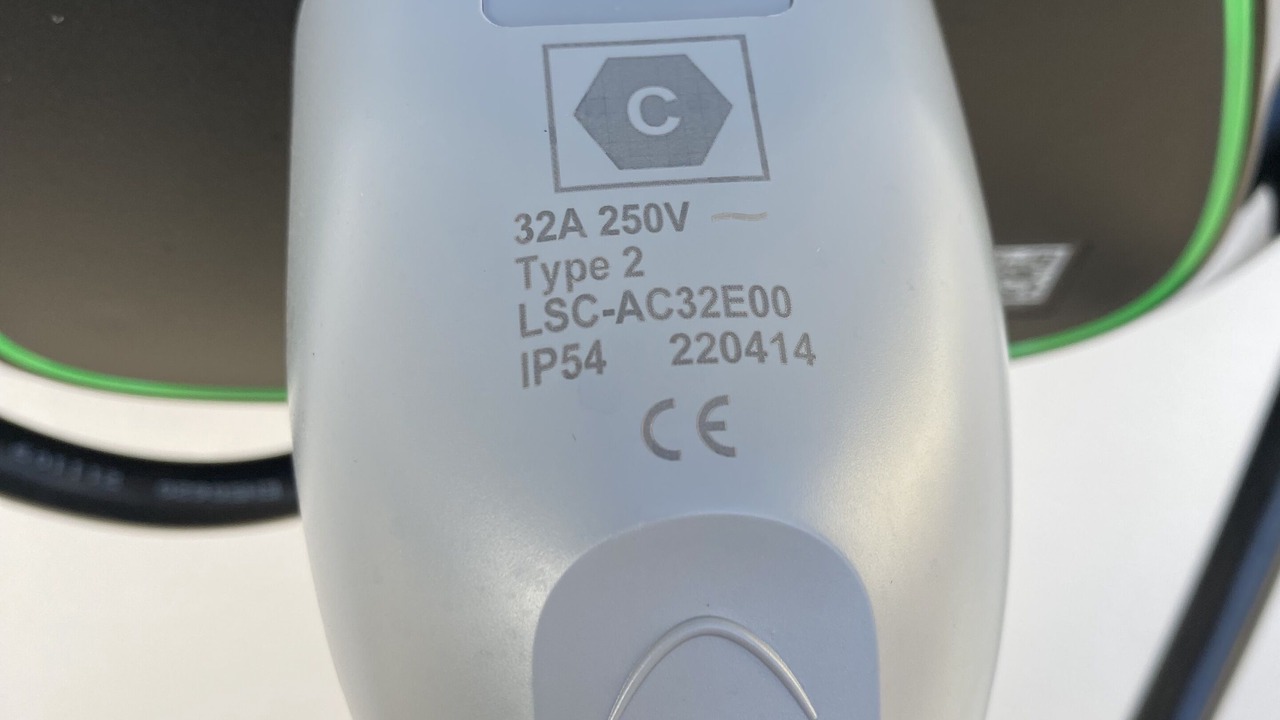 C
32A 250V ~
Type 2
LSC-AC32E00
IP54 220414
CE